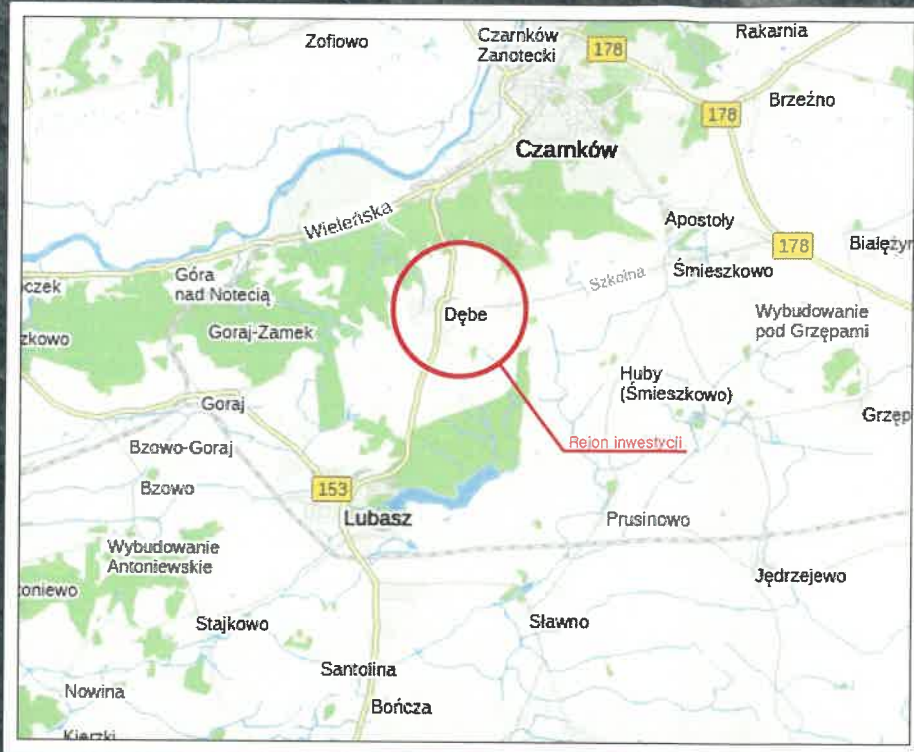 Zofiowo
Czarnków
Zanotecki
178
Rakarnia
178
Brzeźno
Czarnków
Wieleńska
Apostoły
178
Białężyn
Góra
nad Notecią
Szkolna
Śmieszkowo
oczek
Dębe
Wybudowanie
pod Grzępami
zkowo
Goraj-Zamek
Huby
(Śmieszkowo)
Goraj
Grzęp
Rejon inwestycji
Bzowo-Goraj
Bzowo
153
Lubasz
Prusinowo
Wybudowanie
Antoniewskie
Jędrzejewo
toniewo
Stajkowo
Sławno
Santolina
Nowina
Bończa
Kierzki